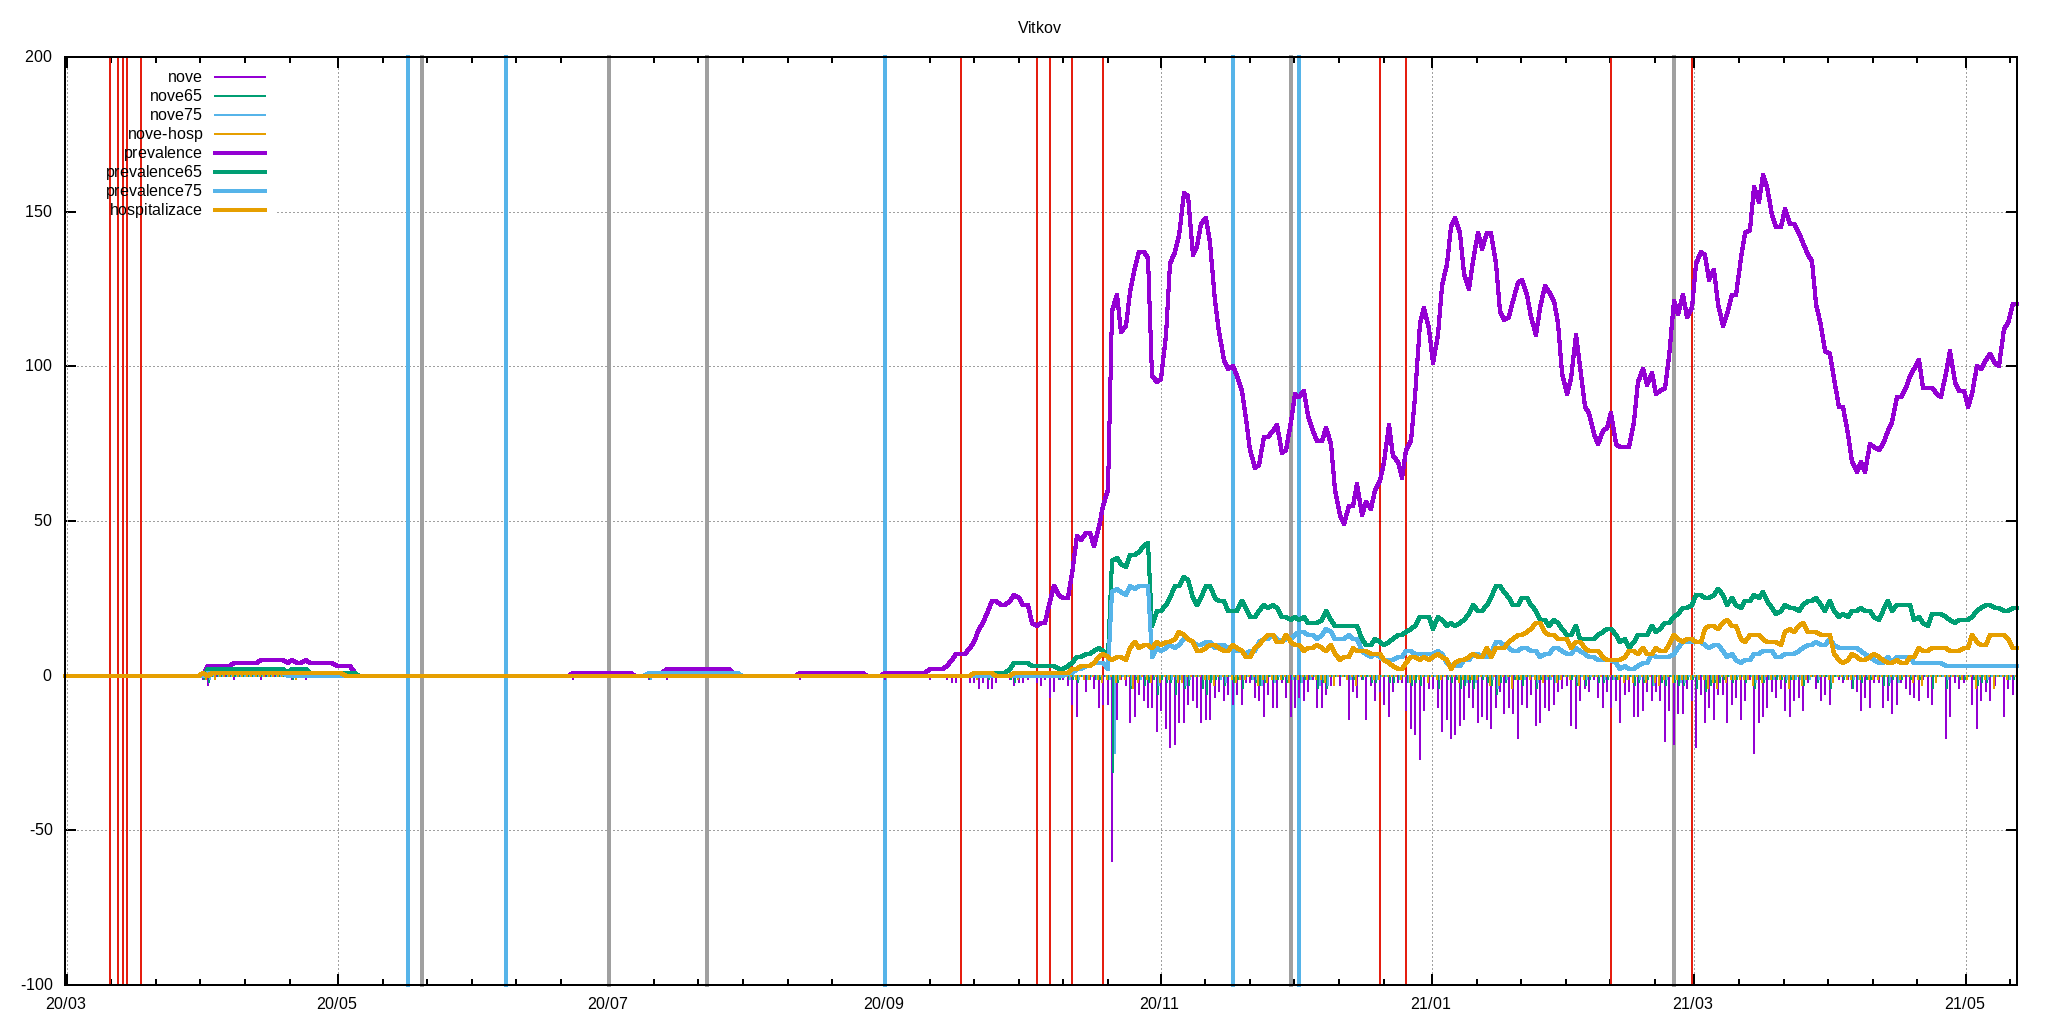 Vitkov
200
150
100
50
0
-50
-100
nove
nove65
nove75
nove-hosp
prevalence
prevalence65
prevalence75
hospitalizace
20/03
20/05
20/07
20/09
20/11
21/01
21/03
21/05